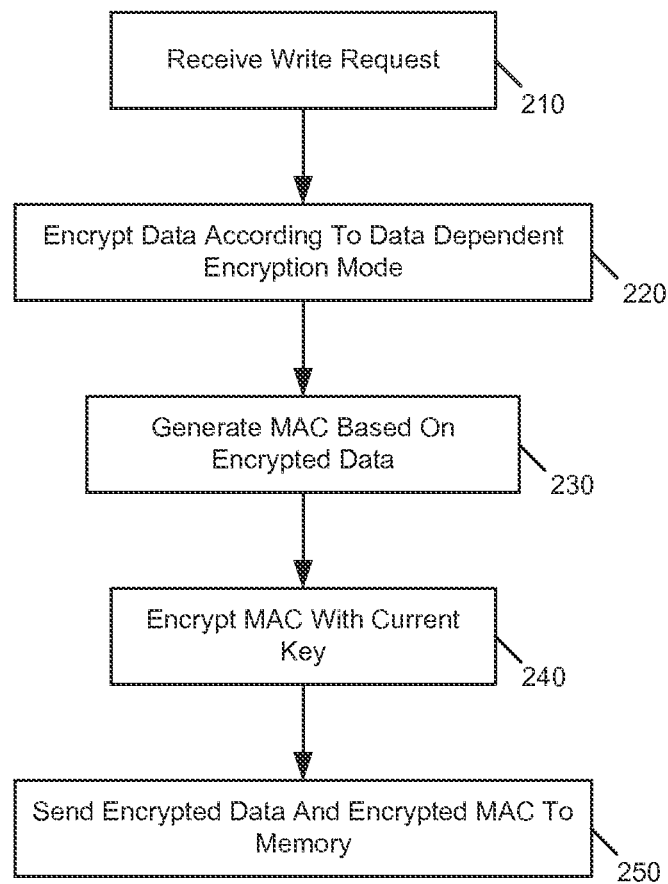 Receive Write Request
210
Encrypt Data According To Data Dependent
Encryption Mode
220
Generate MAC Based On
Encrypted Data
230
Encrypt MAC With Current
Key
240
Send Encrypted Data And Encrypted MAC To
Memory
250